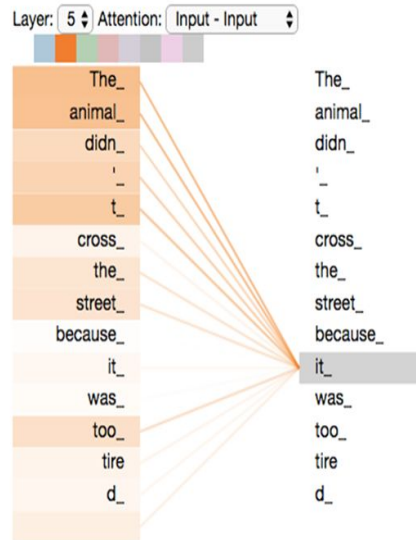 Layer: 5 Attention: Input - Input
The_ The_
animal_ animal_
didn_ didn_
'_ '_
t_ t_
cross_ cross_
the_ the_
street_ street_
because_ because_
it_ it_
was_ was_
too_ too_
tire tire
d_ d_